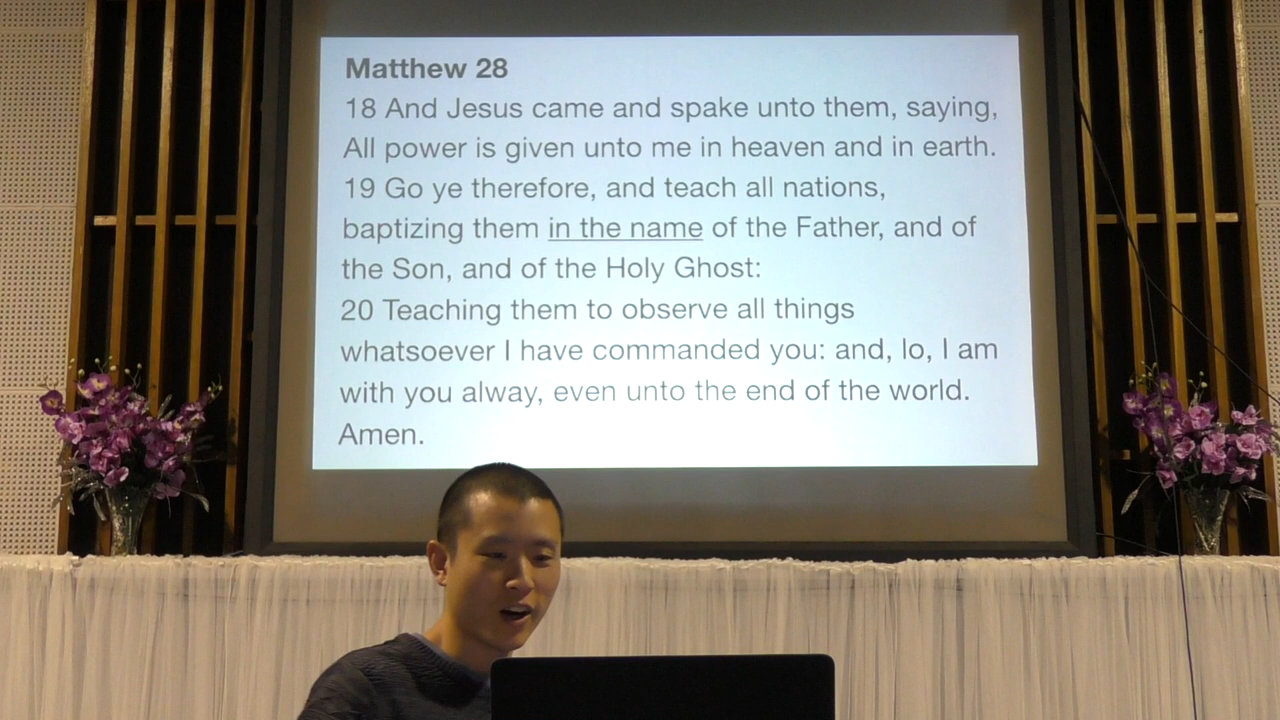 Matthew 28
18 And Jesus came and spake unto them, saying,
All power is given unto me in heaven and in earth.
19 Go ye therefore, and teach all nations,
baptizing them in the name of the Father, and of
the Son, and of the Holy Ghost:
20 Teaching them to observe all things
whatsoever I have commanded you: and, lo, I am
with you alway, even unto the end of the world.
Amen.